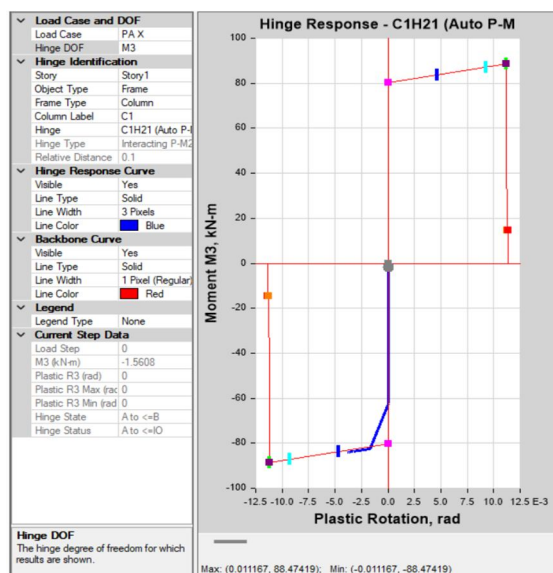 Load Case and DOF
Load Case PA X
Hinge DOF M3
Hinge Identification
Story Story1
Object Type Frame
Frame Type Column
Column Label C1
Hinge C1H21 (Auto P-I
Hinge Type Interacting P-M2
Relative Distance 0.1
Hinge Response Curve
Visible Yes
Line Type Solid
Line Width 3 Pixels
Line Color Blue
Backbone Curve
Visible Yes
Line Type Solid
Line Width 1 Pixel (Regular)
Line Color Red
Legend
Legend Type None
Current Step Data
Load Step 0
M3 (kN-m) -1.5608
Plastic R3 (rad) 0
Plastic R3 Max (rac 0
Plastic R3 Min (rad 0
Hinge State A to <=B
Hinge Status A to <=IO
Hinge DOF
The hinge degree of freedom for which
results are shown.
Hinge Response - C1H21 (Auto P-M
Moment M3, kN-m
100
80
60
40
20
0
-20
-40
-60
-80
-100
-12.5 -10.0 -7.5 -5.0 -2.5 0.0 2.5 5.0 7.5 10.0 12.5 E-3
Plastic Rotation, rad
Max: (0.011167, 88.47419); Min: (-0.011167, -88.47419)